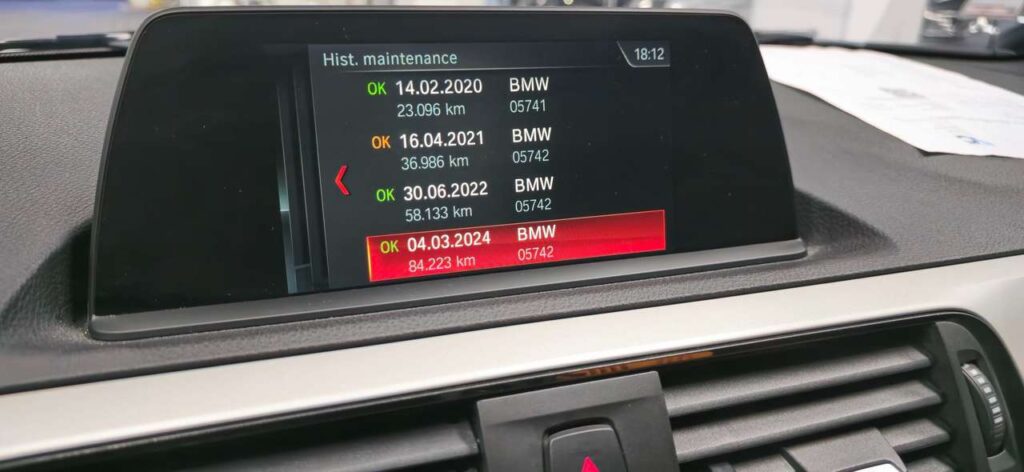 Hist. maintenance 18:12
OK 14.02.2020 BMW
23.096 km 05741
OK 16.04.2021 BMW
36.986 km 05742
OK 30.06.2022 BMW
58.133 km 05742
OK 04.03.2024 BMW
84.223 km 05742